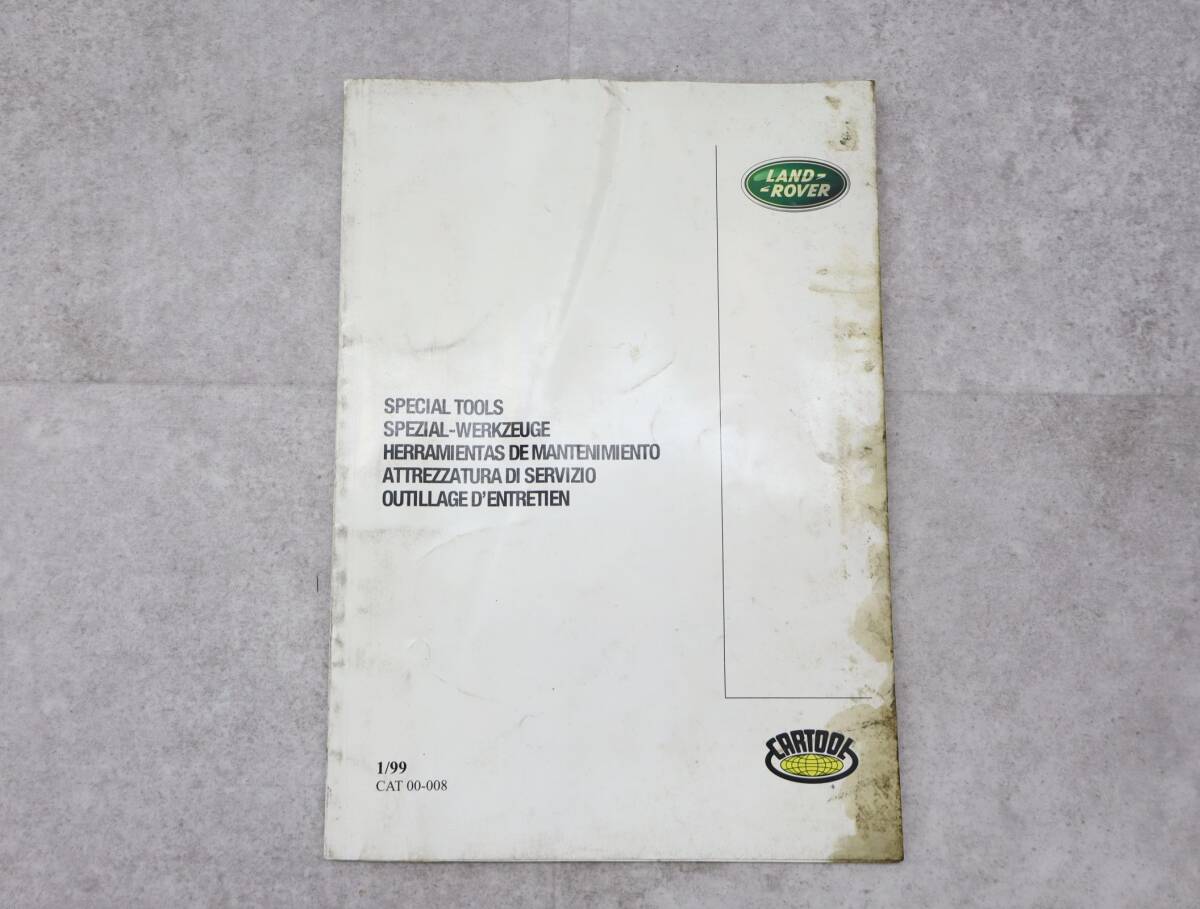 LAND-
-ROVER
SPECIAL TOOLS
SPEZIAL-WERKZEUGE
HERRAMIENTAS DE MANTENIMIENTO
ATTREZZATURA DI SERVIZIO
OUTILLAGE D'ENTRETIEN
CARTOOL
1/99
CAT 00-008